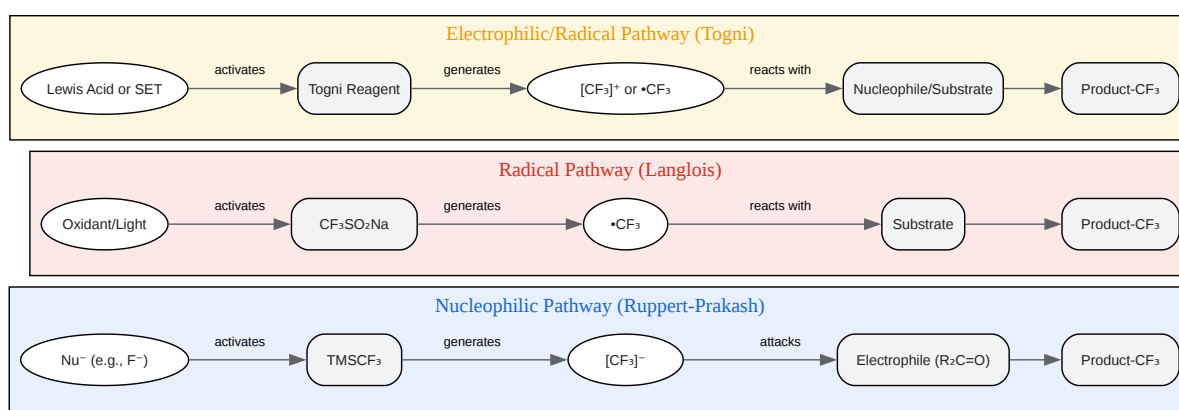 Electrophilic/Radical Pathway (Togni)
activates
generates
reacts with
Lewis Acid or SET
Togni Reagent
[CF₃]⁺ or •CF₃
Nucleophile/Substrate
Product-CF₃
Radical Pathway (Langlois)
activates
generates
reacts with
Oxidant/Light
CF₃SO₂Na
•CF₃
Substrate
Product-CF₃
Nucleophilic Pathway (Ruppert-Prakash)
activates
generates
attacks
Nu⁻ (e.g., F⁻)
TMSCF₃
[CF₃]⁻
Electrophile (R₂C=O)
Product-CF₃